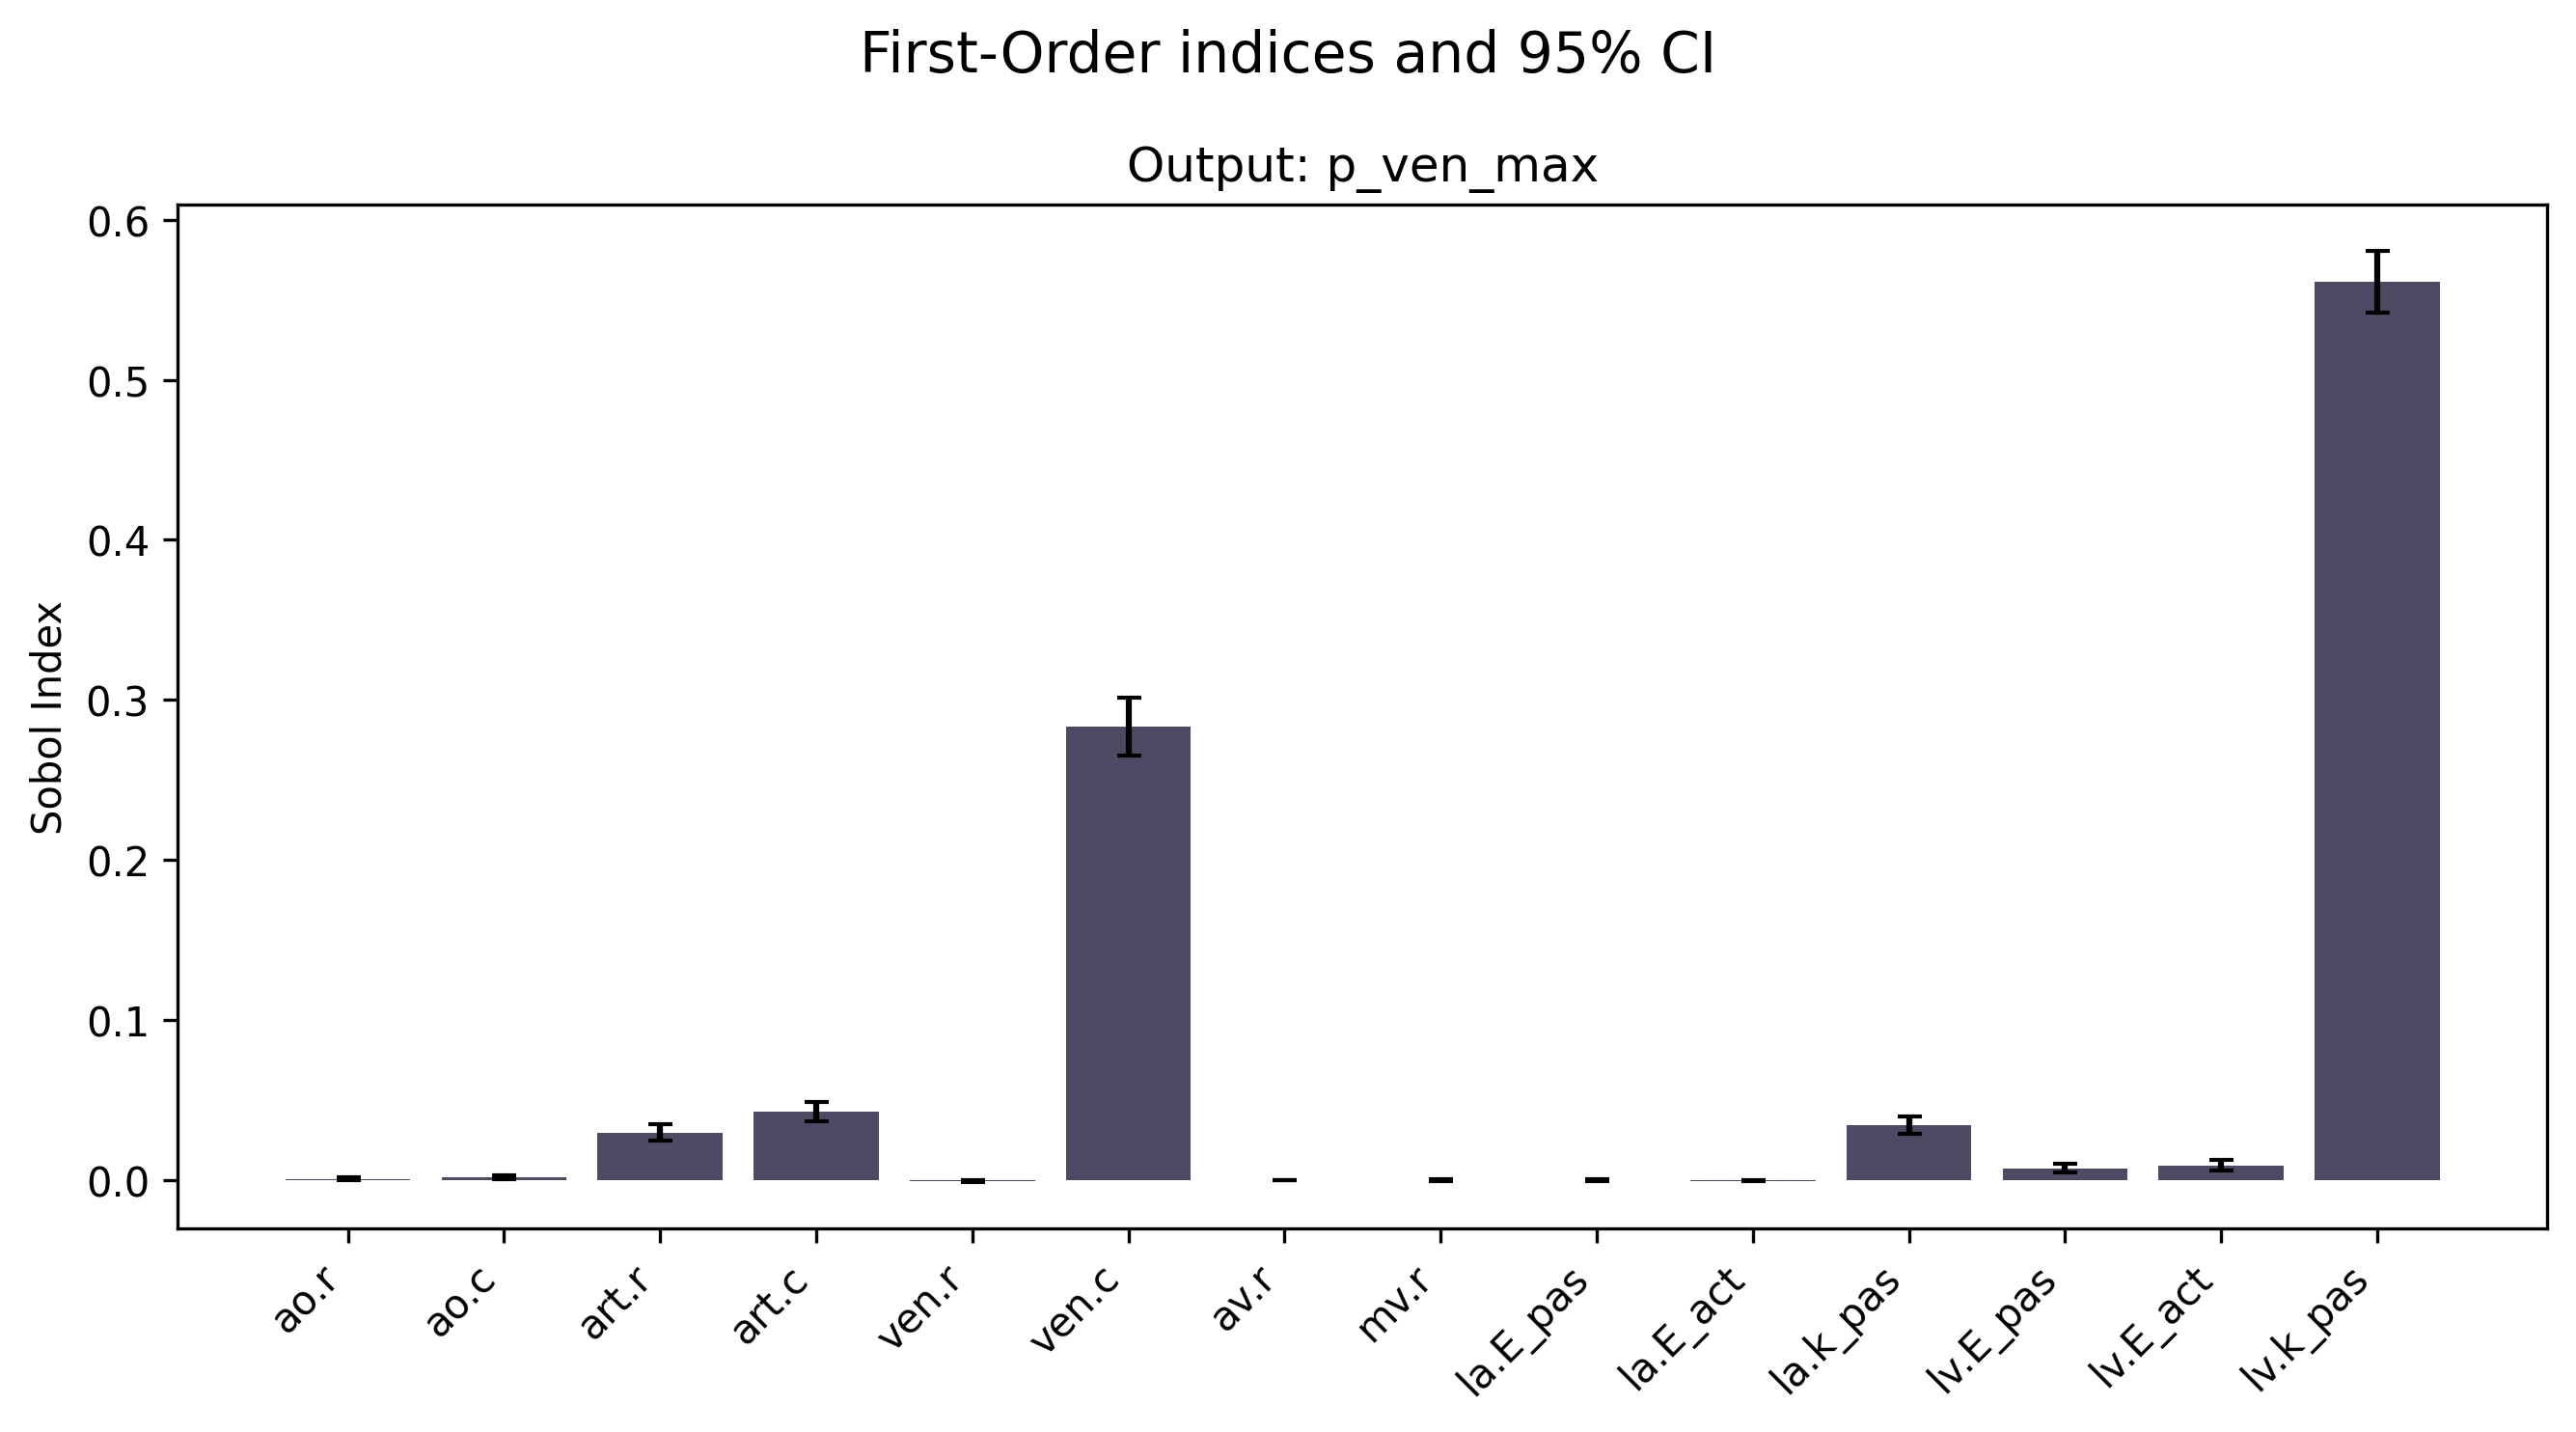 First-Order indices and 95% CI
Output: p_ven_max
Sobol Index
0.6
0.5
0.4
0.3
0.2
0.1
0.0
ao.r
ao.c
art.r
art.c
ven.r
ven.c
av.r
mv.r
la.E_pas
la.E_act
la.k_pas
lv.E_pas
lv.E_act
lv.k_pas